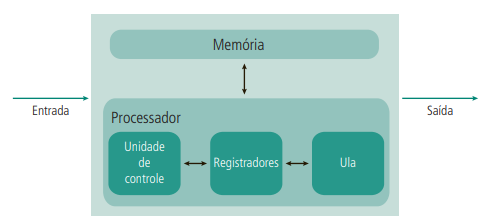 Memória
Entrada
Saída
Processador
Unidade
de
controle
Registradores
Ula